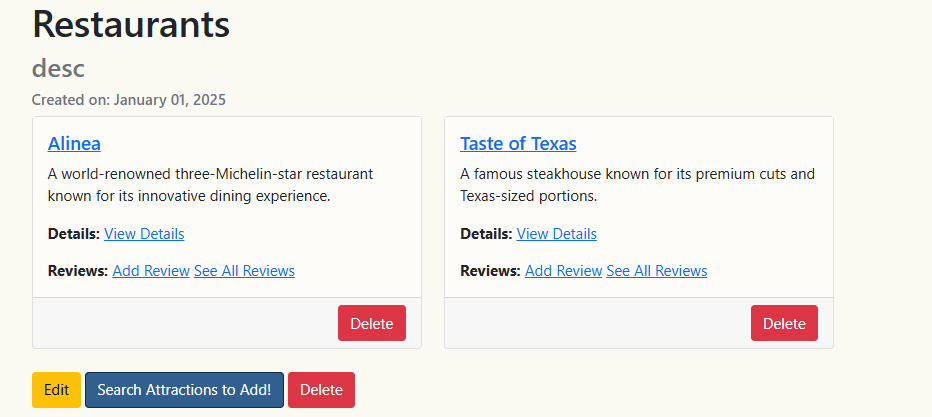 Restaurants
desc
Created on: January 01, 2025
Alinea
A world-renowned three-Michelin-star restaurant
known for its innovative dining experience.
Details: View Details
Reviews: Add Review See All Reviews
Delete
Taste of Texas
A famous steakhouse known for its premium cuts and
Texas-sized portions.
Details: View Details
Reviews: Add Review See All Reviews
Delete
Edit Search Attractions to Add! Delete